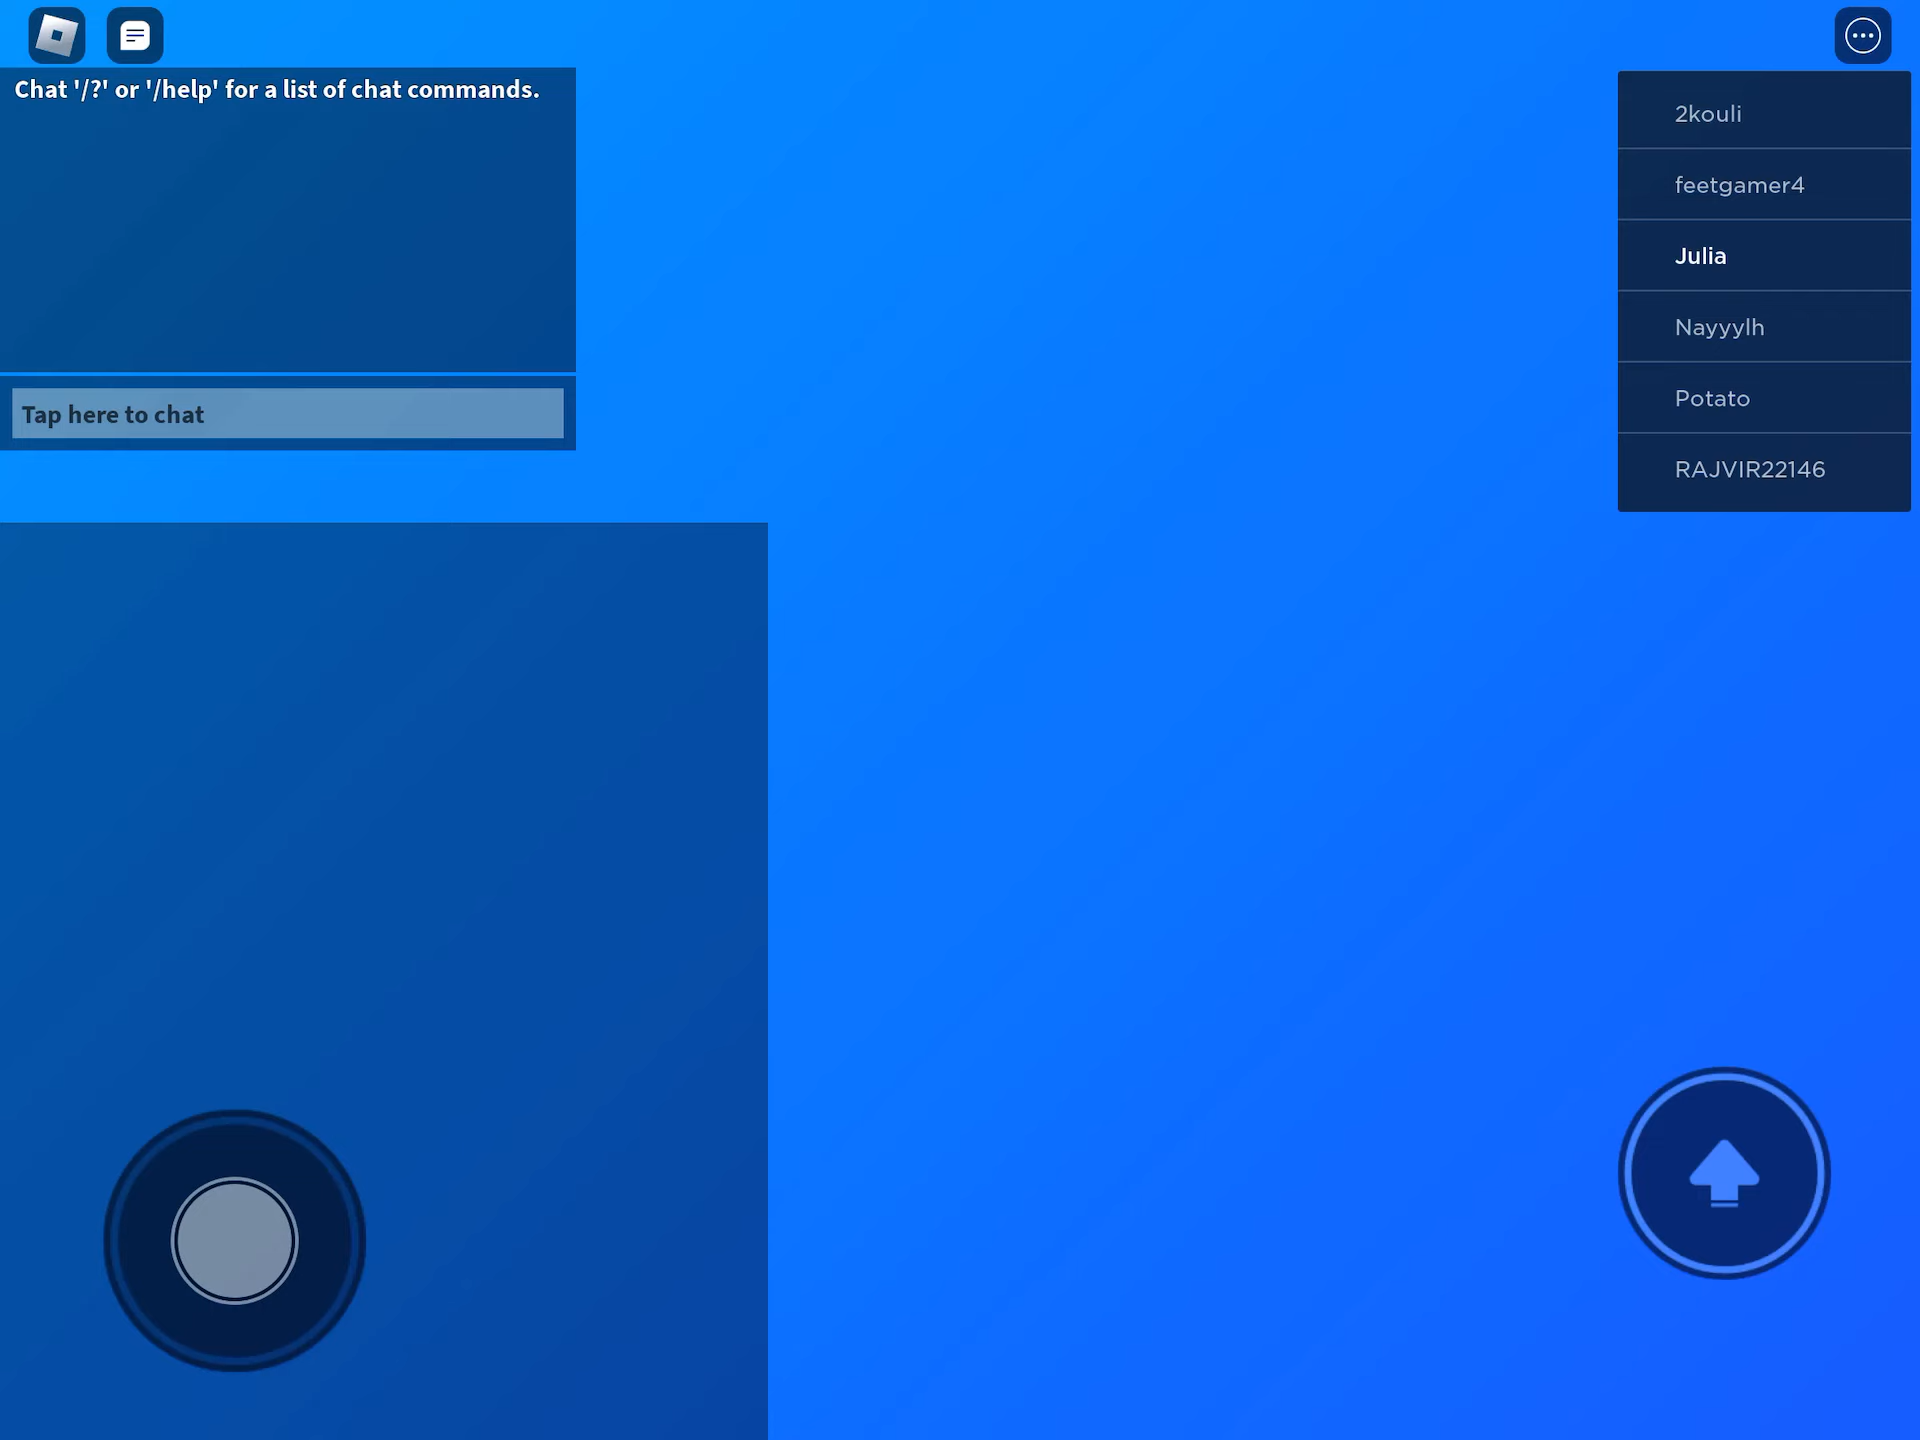 Chat '/?' or '/help' for a list of chat commands.
Tap here to chat
2kouli
feetgamer4
Julia
Nayyylh
Potato
RAJVIR22146